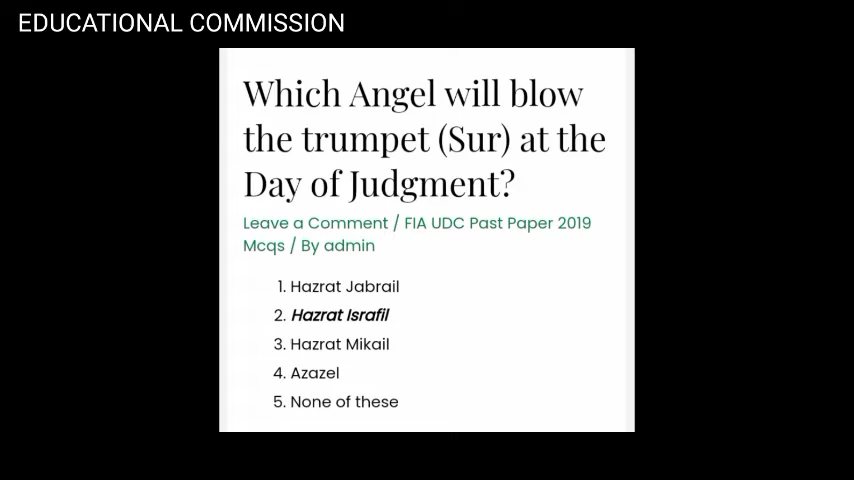 EDUCATIONAL COMMISSION
Which Angel will blow
the trumpet (Sur) at the
Day of Judgment?
Leave a Comment / FIA UDC Past Paper 2019
Mcqs / By admin
1. Hazrat Jabrail
2. Hazrat Israfil
3. Hazrat Mikail
4. Azazel
5. None of these